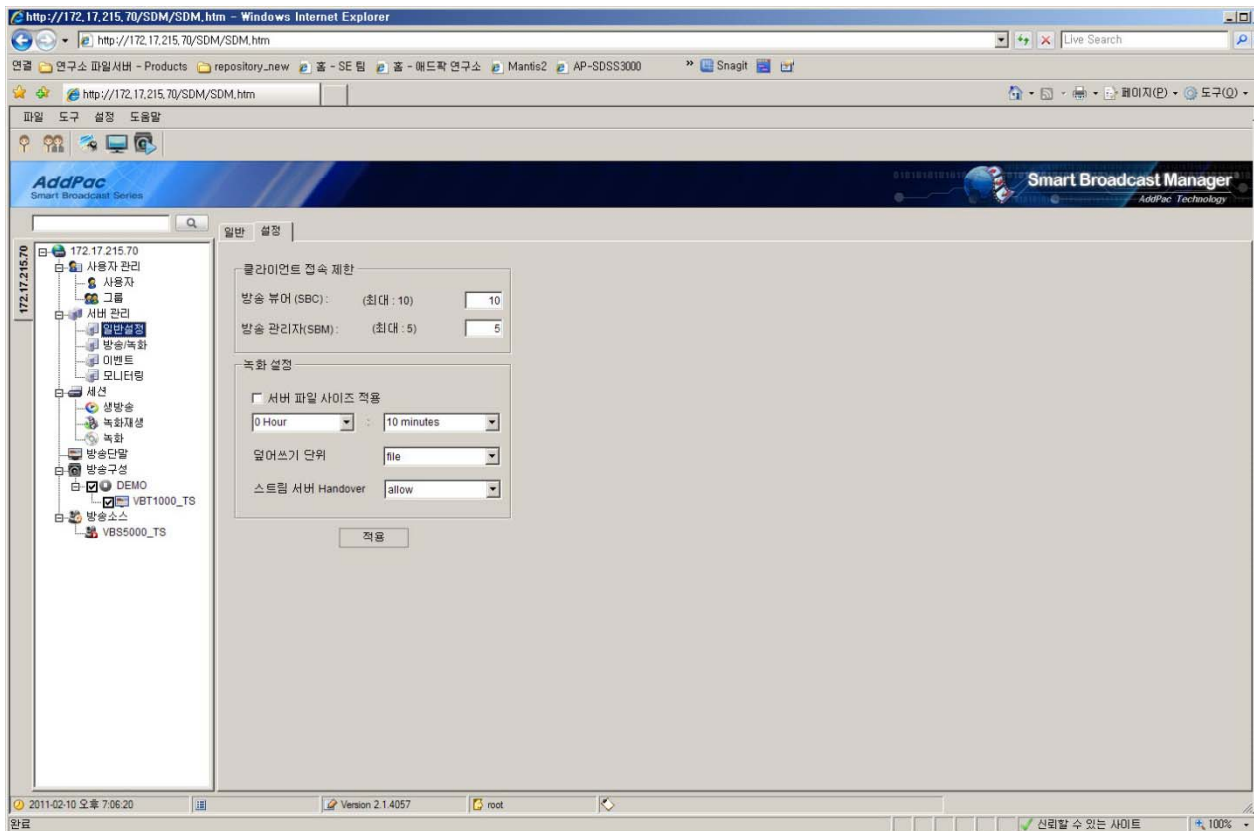 http://172.17.215.70/SDM/SDM.htm - Windows Internet Explorer
http://172.17.215.70/SDM/SDM.htm
Live Search
연결
연구소 파일서버 - Products
repository_new
홈 - SE 팀
홈 - 애드팍 연구소
Mantis2
AP-SDSS3000
»
Snagit
http://172.17.215.70/SDM/SDM.htm
페이지(P)
도구(O)
파일 도구 설정 도움말
AddPac
Smart Broadcast Series
Smart Broadcast Manager
AddPac Technology
일반 설정
172.17.215.70
172.17.215.70
사용자 관리
사용자
그룹
서버 관리
일반설정
방송/녹화
이벤트
모니터링
세션
생방송
녹화재생
녹화
방송단말
방송구성
DEMO
VBT1000_TS
방송소스
VBS5000_TS
클라이언트 접속 제한
방송 뷰어 (SBC) : (최대 : 10) 10
방송 관리자(SBM) : (최대 : 5) 5
녹화 설정
서버 파일 사이즈 적용
0 Hour : 10 minutes
덮어쓰기 단위 file
스트림 서버 Handover allow
적용
2011-02-10 오후 7:06:20
Version 2.1.4057
root
완료
신뢰할 수 있는 사이트
100%